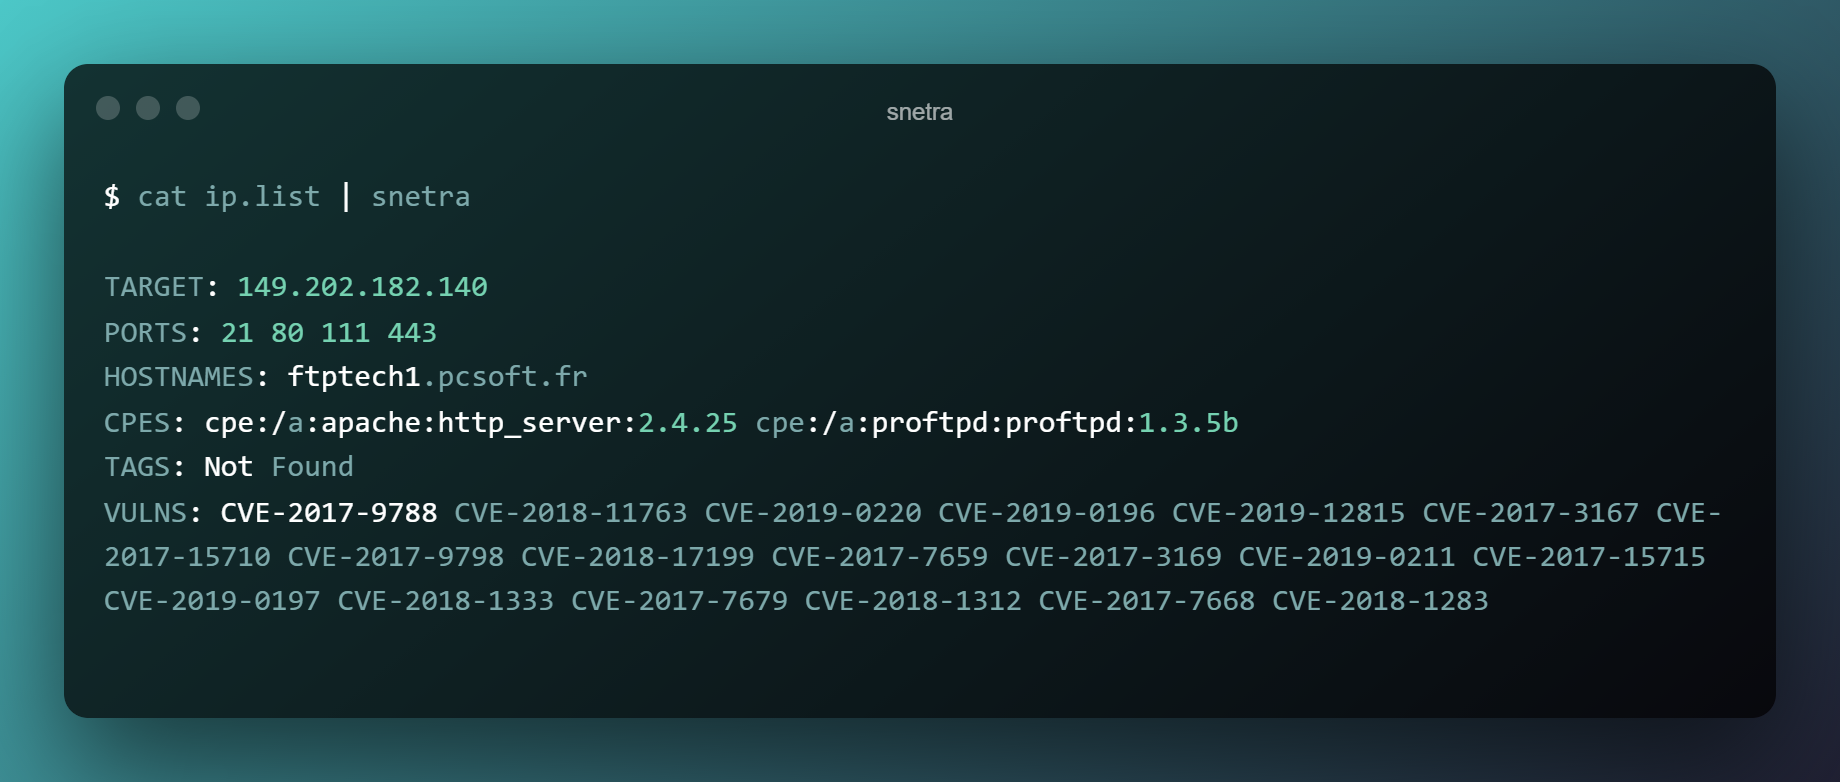 snetra
$ cat ip.list | snetra
TARGET: 149.202.182.140
PORTS: 21 80 111 443
HOSTNAMES: ftptech1.pcsoft.fr
CPES: cpe:/a:apache:http_server:2.4.25 cpe:/a:proftpd:proftpd:1.3.5b
TAGS: Not Found
VULNS: CVE-2017-9788 CVE-2018-11763 CVE-2019-0220 CVE-2019-0196 CVE-2019-12815 CVE-2017-3167 CVE-
2017-15710 CVE-2017-9798 CVE-2018-17199 CVE-2017-7659 CVE-2017-3169 CVE-2019-0211 CVE-2017-15715
CVE-2019-0197 CVE-2018-1333 CVE-2017-7679 CVE-2018-1312 CVE-2017-7668 CVE-2018-1283